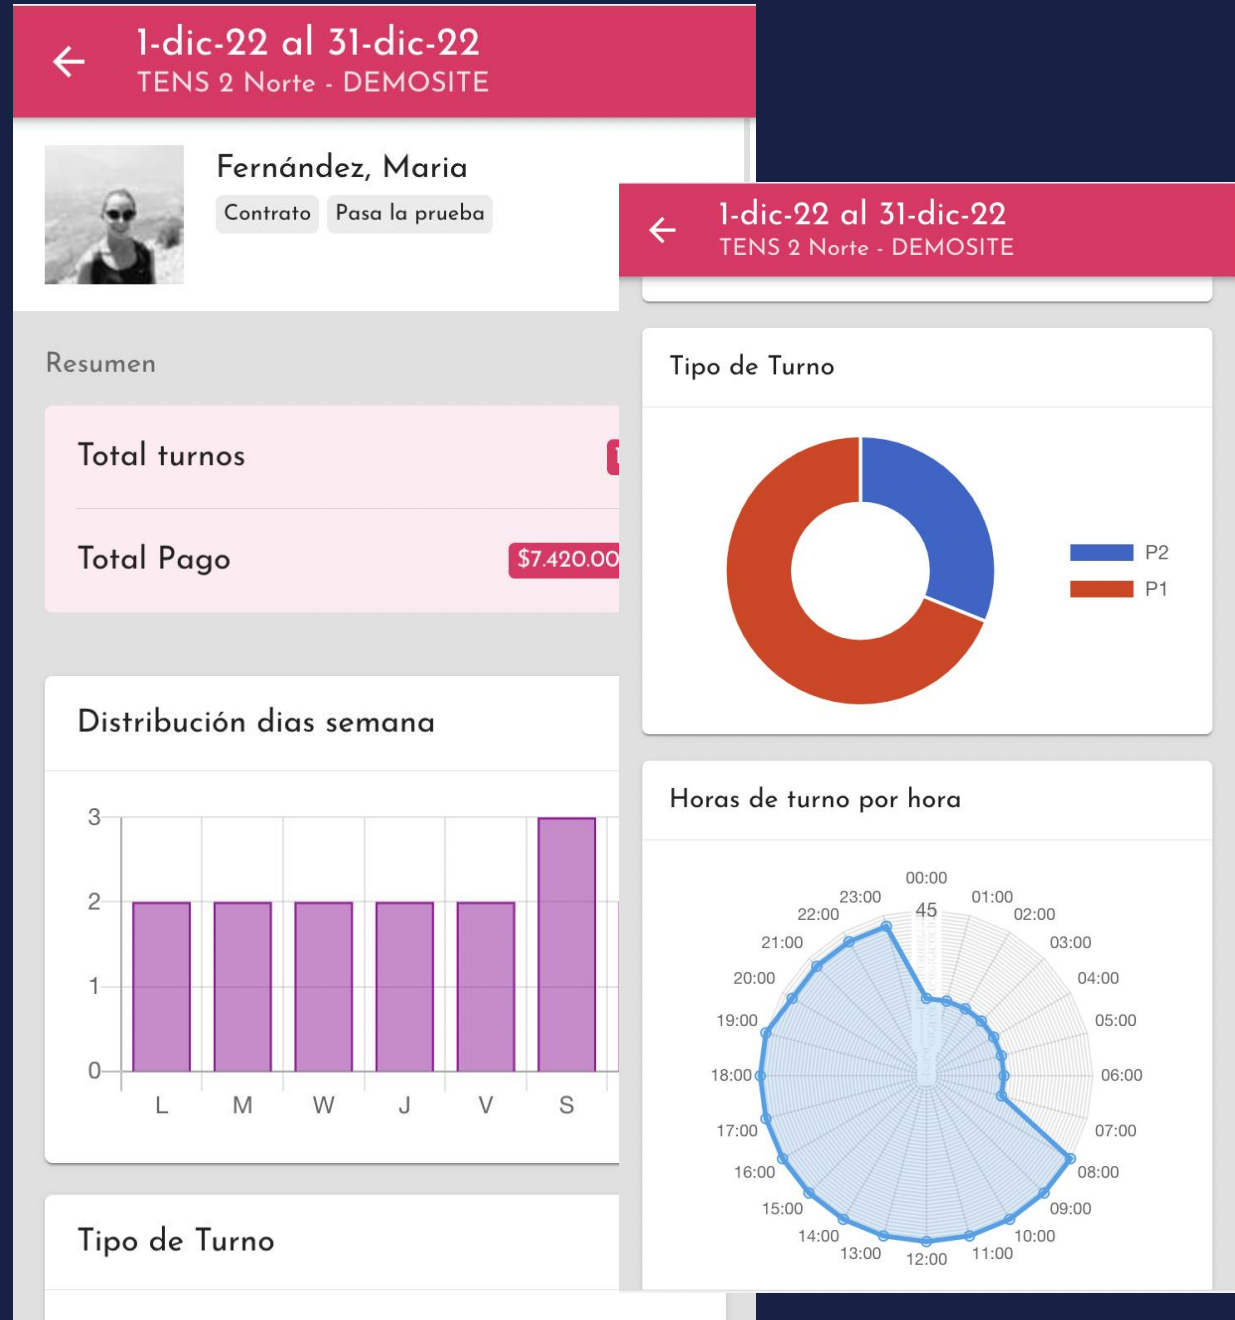 1-dic-22 al 31-dic-22
TENS 2 Norte - DEMOSITE
Fernández, Maria
Contrato
Pasa la prueba
Resumen
Total turnos
Total Pago
$7.420.00
Distribución dias semana
3
2
1
0
L M W J V S
Tipo de Turno
1-dic-22 al 31-dic-22
TENS 2 Norte - DEMOSITE
Tipo de Turno
P2
P1
Horas de turno por hora
00:00
01:00
02:00
03:00
04:00
05:00
06:00
07:00
08:00
09:00
10:00
11:00
12:00
13:00
14:00
15:00
16:00
17:00
18:00
19:00
20:00
21:00
22:00
23:00
45